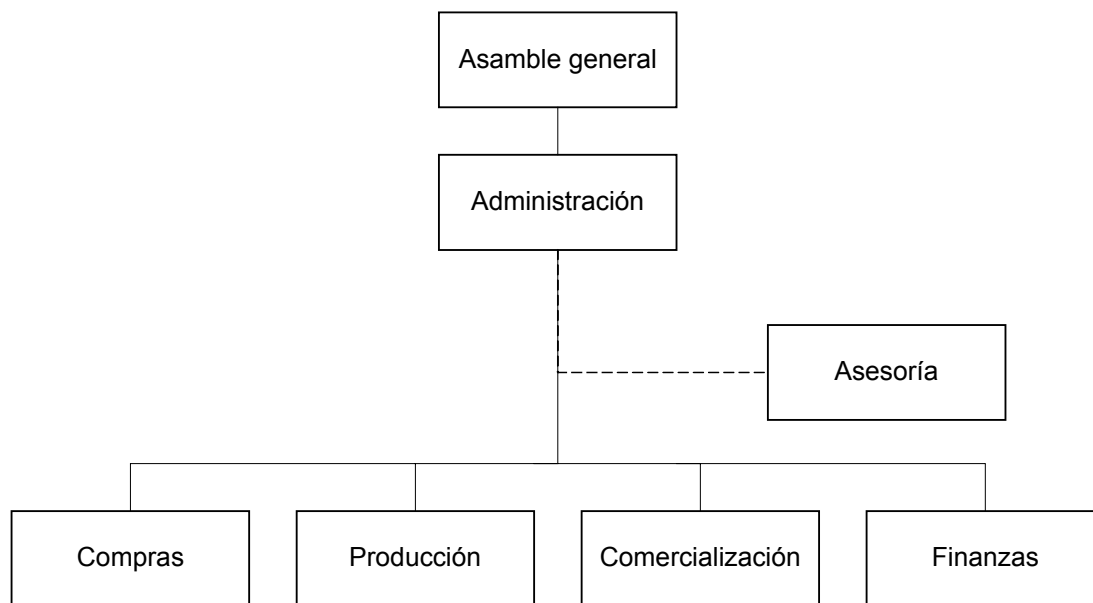 Asamble general
Administración
Asesoría
Compras
Producción
Comercialización
Finanzas